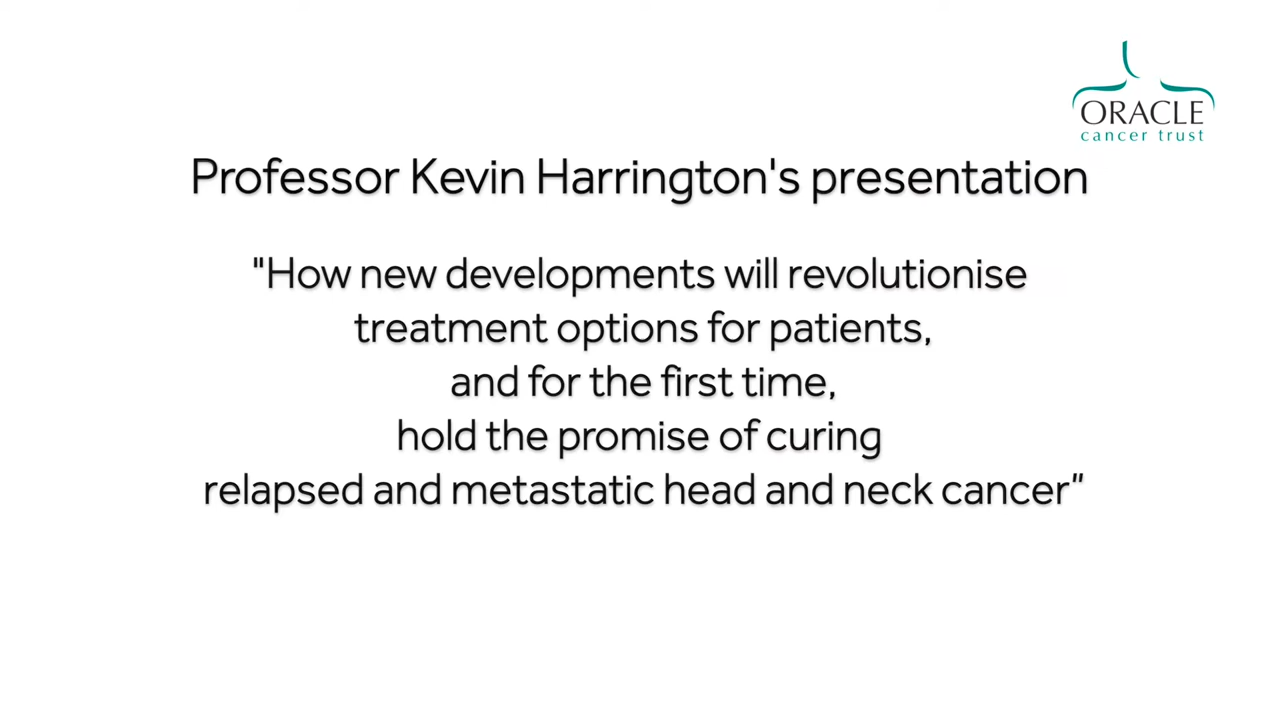 ORACLE
cancer trust
Professor Kevin Harrington's presentation
"How new developments will revolutionise
treatment options for patients,
and for the first time,
hold the promise of curing
relapsed and metastatic head and neck cancer”